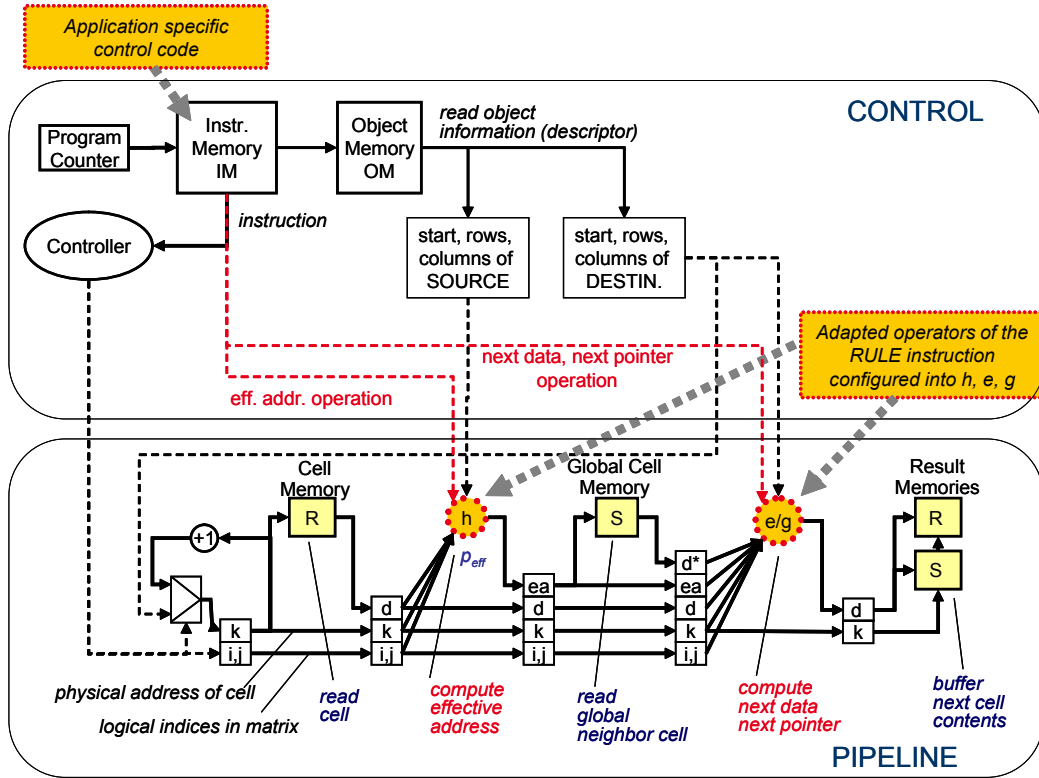 Application specific
control code
CONTROL
Program
Counter
Instr.
Memory
IM
Object
Memory
OM
read object
information (descriptor)
instruction
Controller
start, rows,
columns of
SOURCE
start, rows,
columns of
DESTIN.
Adapted operators of the
RULE instruction
configured into h, e, g
next data, next pointer
operation
eff. addr. operation
Cell
Memory
Global Cell
Memory
Result
Memories
R
h
S
e/g
R
+1
p_eff
S
d*
ea
ea
d
d
d
d
k
k
k
k
k
i,j
i,j
i,j
i,j
physical address of cell
logical indices in matrix
read
cell
compute
effective
address
read
global
neighbor cell
compute
next data
next pointer
buffer
next cell
contents
PIPELINE